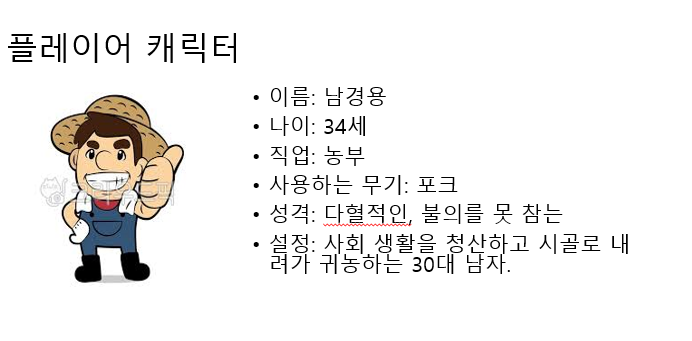 플레이어 캐릭터
• 이름: 남경용
• 나이: 34세
• 직업: 농부
• 사용하는 무기: 포크
• 성격: 다혈적인, 불의를 못 참는
• 설정: 사회 생활을 청산하고 시골로 내
려가 귀농하는 30대 남자.